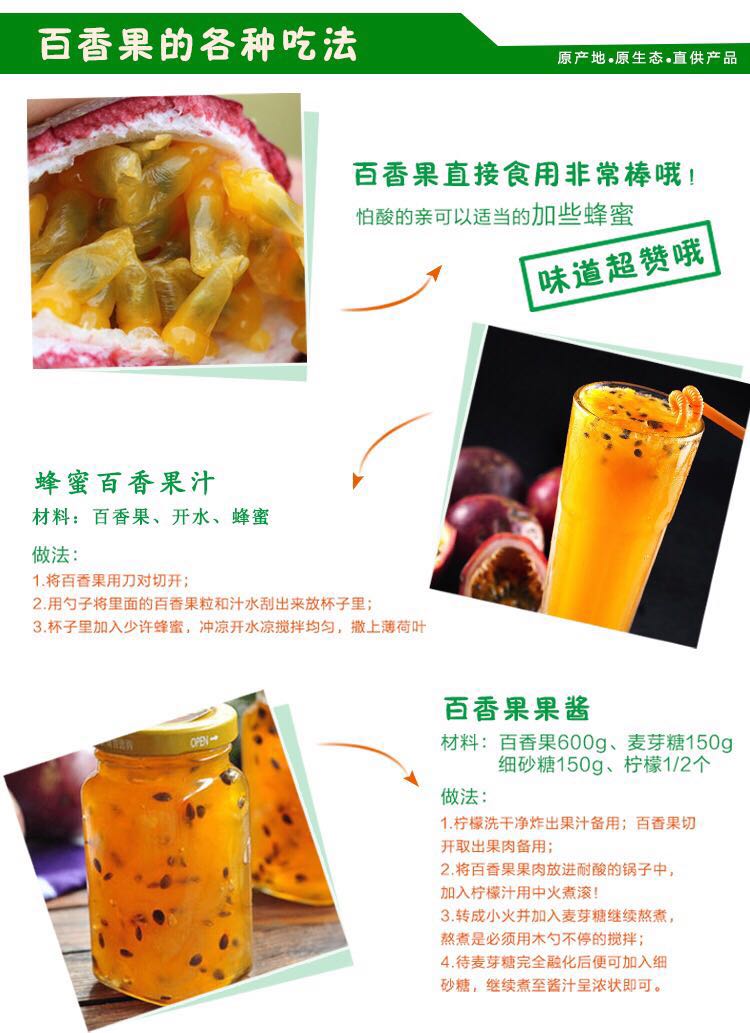 百香果的各种吃法
原产地•原生态•直供产品
百香果直接食用非常棒哦！
怕酸的亲可以适当的加些蜂蜜
味道超赞哦
蜂蜜百香果汁
材料：百香果、开水、蜂蜜
做法：
1.将百香果用刀对切开；
2.用勺子将里面的百香果粒和汁水刮出来放杯子里；
3.杯子里加入少许蜂蜜，冲凉开水凉搅拌均匀，撒上薄荷叶
OPEN
百香果果酱
材料：百香果600g、麦芽糖150g
细砂糖150g、柠檬1/2个
做法：
1.柠檬洗干净炸出果汁备用；百香果切
开取出果肉备用；
2.将百香果果肉放进耐酸的锅子中，
加入柠檬汁用中火煮滚！
3.转成小火并加入麦芽糖继续熬煮，
熬煮是必须用木勺不停的搅拌；
4.待麦芽糖完全融化后便可加入细
砂糖，继续煮至酱汁呈浓状即可。